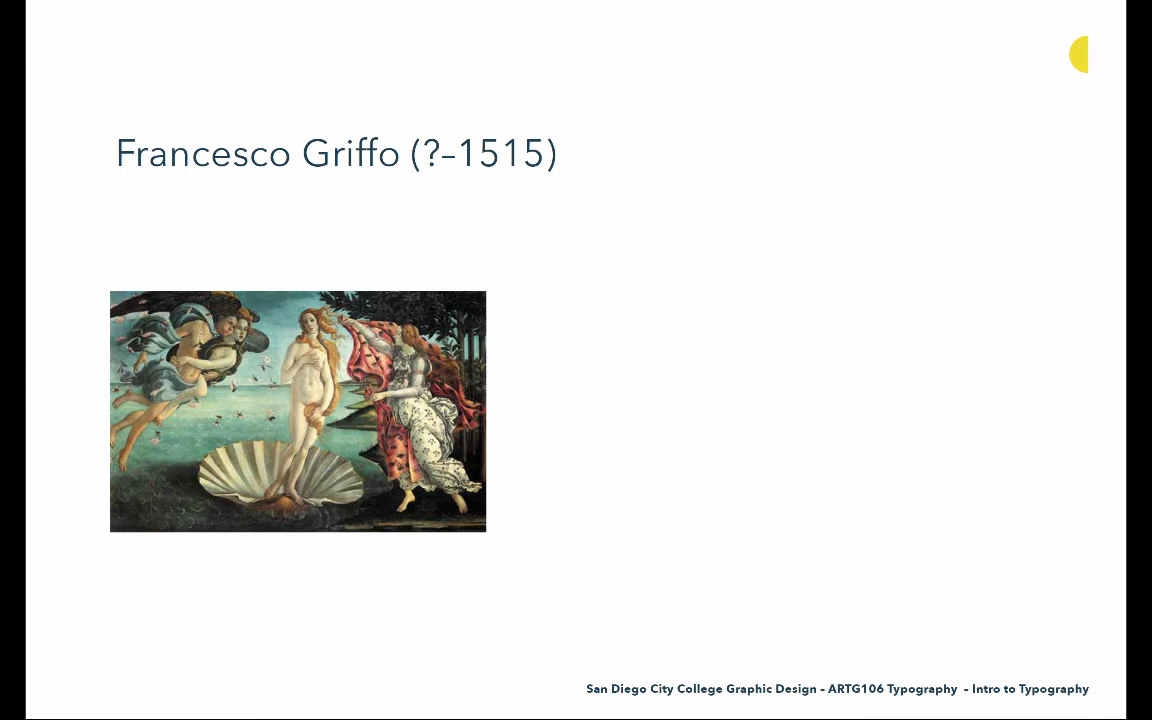 Francesco Griffo (?–1515)
San Diego City College Graphic Design – ARTG106 Typography – Intro to Typography